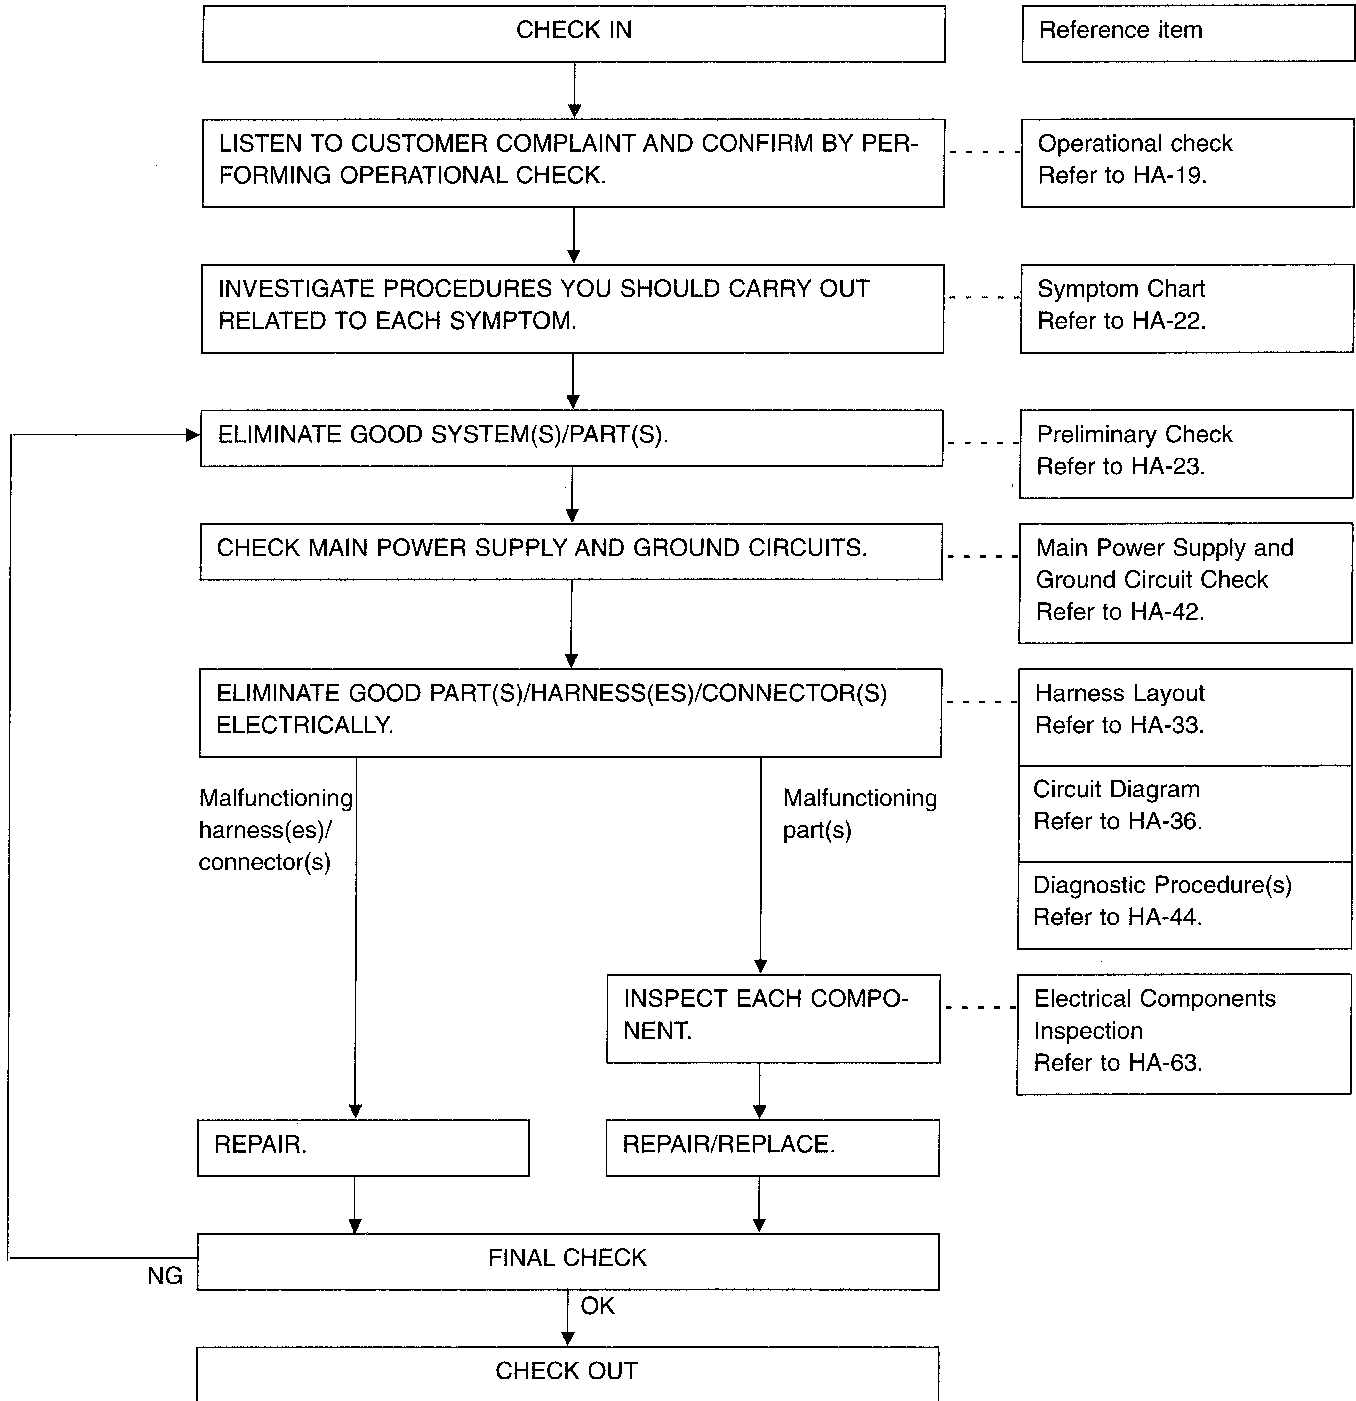 CHECK IN
Reference item
LISTEN TO CUSTOMER COMPLAINT AND CONFIRM BY PER-
FORMING OPERATIONAL CHECK.
Operational check
Refer to HA-19.
INVESTIGATE PROCEDURES YOU SHOULD CARRY OUT
RELATED TO EACH SYMPTOM.
Symptom Chart
Refer to HA-22.
ELIMINATE GOOD SYSTEM(S)/PART(S).
Preliminary Check
Refer to HA-23.
CHECK MAIN POWER SUPPLY AND GROUND CIRCUITS.
Main Power Supply and
Ground Circuit Check
Refer to HA-42.
ELIMINATE GOOD PART(S)/HARNESS(ES)/CONNECTOR(S)
ELECTRICALLY.
Harness Layout
Refer to HA-33.
Circuit Diagram
Refer to HA-36.
Diagnostic Procedure(s)
Refer to HA-44.
Malfunctioning
harness(es)/
connector(s)
Malfunctioning
part(s)
INSPECT EACH COMPO-
NENT.
Electrical Components
Inspection
Refer to HA-63.
REPAIR.
REPAIR/REPLACE.
FINAL CHECK
NG
OK
CHECK OUT